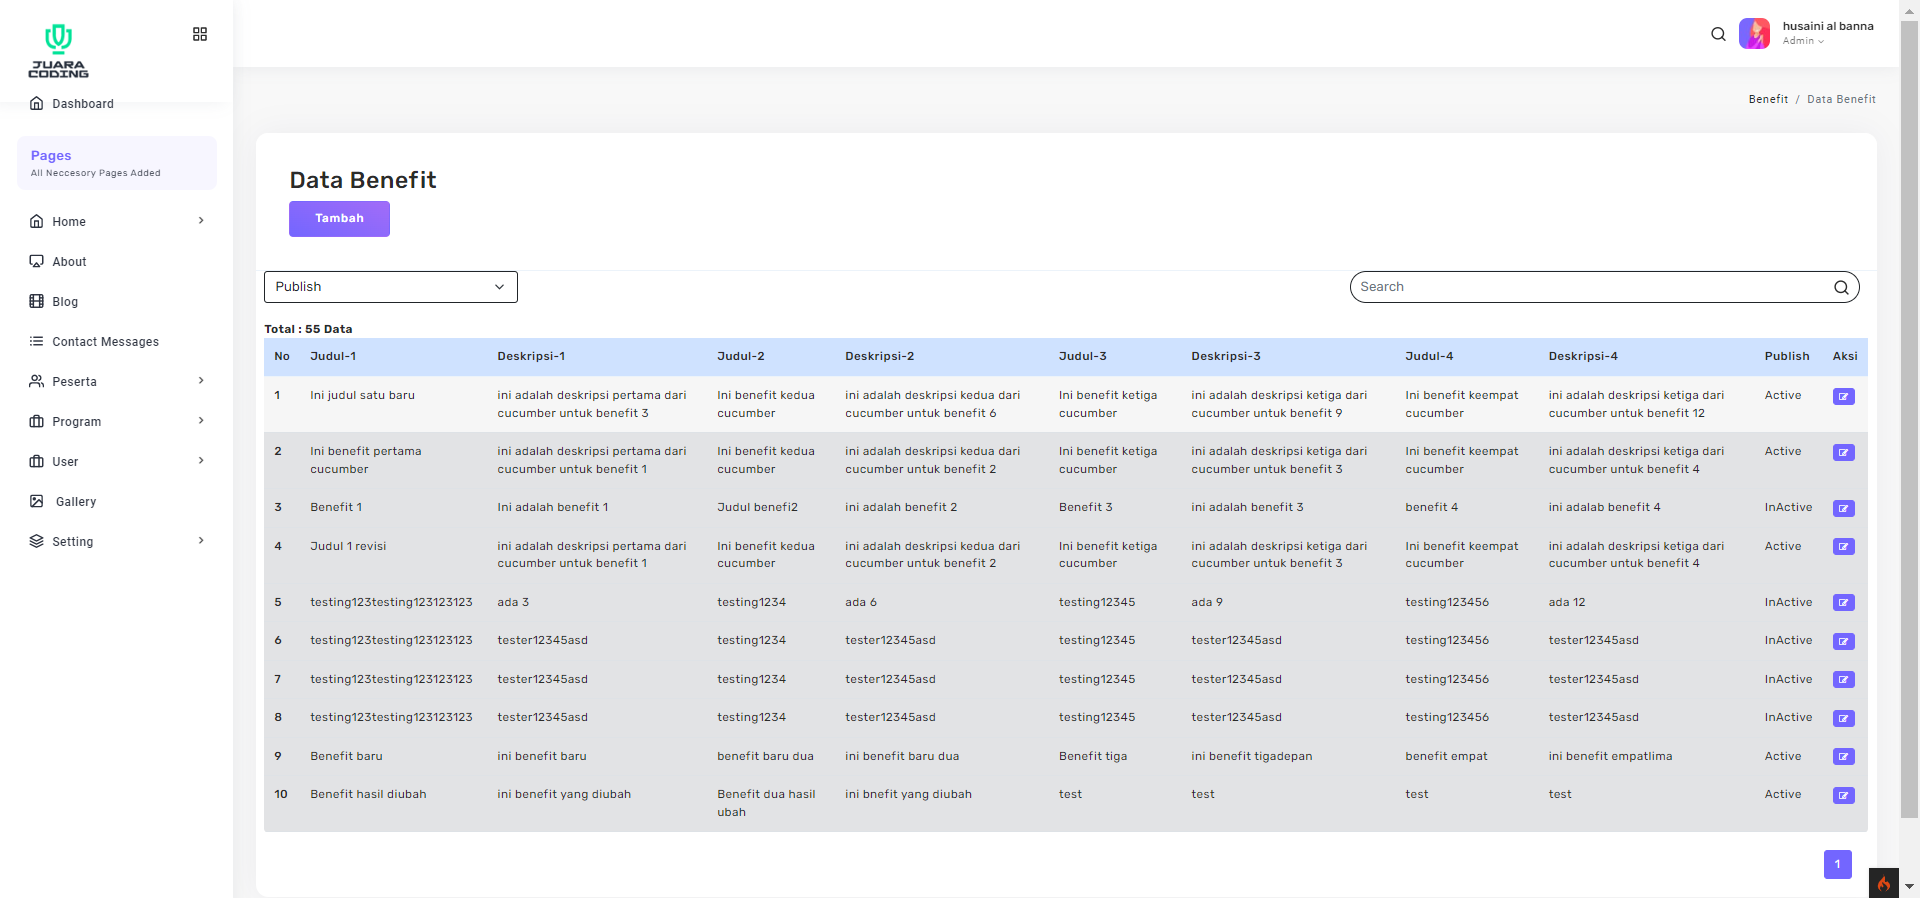 JUARA
CODING
Dashboard
Pages
All Neccesory Pages Added
Home
About
Blog
Contact Messages
Peserta
Program
User
Gallery
Setting
husaini al banna
Admin
Benefit / Data Benefit
Data Benefit
Tambah
Publish
Search
Total : 55 Data
No Judul-1 Deskripsi-1 Judul-2 Deskripsi-2 Judul-3 Deskripsi-3 Judul-4 Deskripsi-4 Publish Aksi
1 Ini judul satu baru ini adalah deskripsi pertama dari Ini benefit kedua ini adalah deskripsi kedua dari Ini benefit ketiga ini adalah deskripsi ketiga dari Ini benefit keempat ini adalah deskripsi ketiga dari Active
cucumber untuk benefit 3 cucumber cucumber untuk benefit 6 cucumber cucumber untuk benefit 9 cucumber cucumber untuk benefit 12
2 Ini benefit pertama ini adalah deskripsi pertama dari Ini benefit kedua ini adalah deskripsi kedua dari Ini benefit ketiga ini adalah deskripsi ketiga dari Ini benefit keempat ini adalah deskripsi ketiga dari Active
cucumber cucumber untuk benefit 1 cucumber cucumber untuk benefit 2 cucumber cucumber untuk benefit 3 cucumber cucumber untuk benefit 4
3 Benefit 1 Ini adalah benefit 1 Judul benefi2 ini adalah benefit 2 Benefit 3 ini adalah benefit 3 benefit 4 ini adalab benefit 4 InActive
4 Judul 1 revisi ini adalah deskripsi pertama dari Ini benefit kedua ini adalah deskripsi kedua dari Ini benefit ketiga ini adalah deskripsi ketiga dari Ini benefit keempat ini adalah deskripsi ketiga dari Active
cucumber untuk benefit 1 cucumber cucumber untuk benefit 2 cucumber cucumber untuk benefit 3 cucumber cucumber untuk benefit 4
5 testing123testing123123123 ada 3 testing1234 ada 6 testing12345 ada 9 testing123456 ada 12 InActive
6 testing123testing123123123 tester12345asd testing1234 tester12345asd testing12345 tester12345asd testing123456 tester12345asd InActive
7 testing123testing123123123 tester12345asd testing1234 tester12345asd testing12345 tester12345asd testing123456 tester12345asd InActive
8 testing123testing123123123 tester12345asd testing1234 tester12345asd testing12345 tester12345asd testing123456 tester12345asd InActive
9 Benefit baru ini benefit baru benefit baru dua ini benefit baru dua Benefit tiga ini benefit tigadepan benefit empat ini benefit empatlima Active
10 Benefit hasil diubah ini benefit yang diubah Benefit dua hasil ini bnefit yang diubah test test test test Active
ubah
1